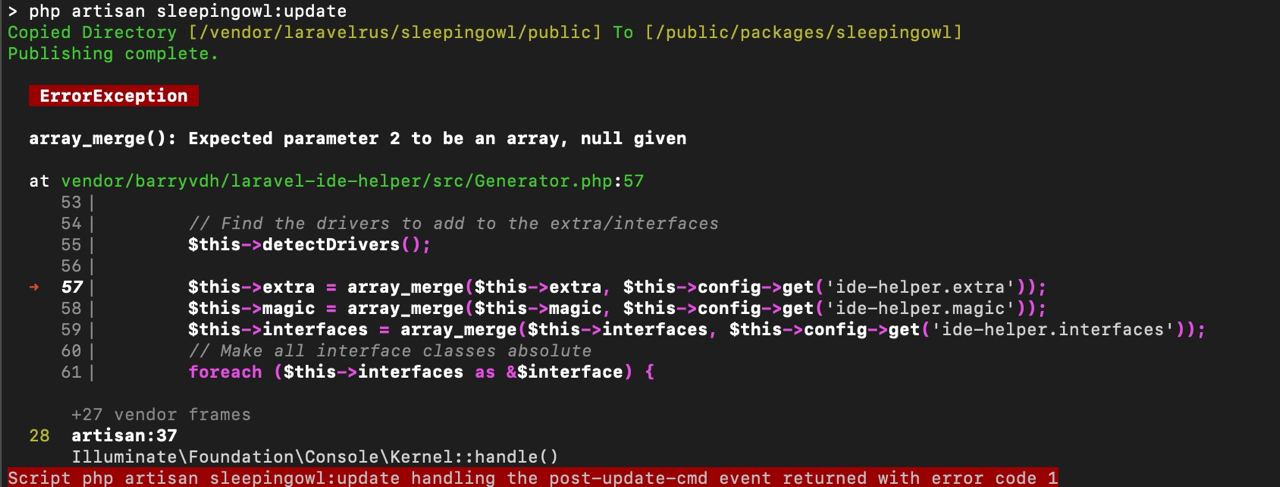 > php artisan sleepingowl:update
Copied Directory [/vendor/laravelrus/sleepingowl/public] To [/public/packages/sleepingowl]
Publishing complete.
ErrorException
array_merge(): Expected parameter 2 to be an array, null given
at vendor/barryvdh/laravel-ide-helper/src/Generator.php:57
53|
54| // Find the drivers to add to the extra/interfaces
55| $this->detectDrivers();
56|
→ 57| $this->extra = array_merge($this->extra, $this->config->get('ide-helper.extra'));
58| $this->magic = array_merge($this->magic, $this->config->get('ide-helper.magic'));
59| $this->interfaces = array_merge($this->interfaces, $this->config->get('ide-helper.interfaces'));
60| // Make all interface classes absolute
61| foreach ($this->interfaces as &$interface) {
+27 vendor frames
28 artisan:37
Illuminate\Foundation\Console\Kernel::handle()
Script php artisan sleepingowl:update handling the post-update-cmd event returned with error code 1